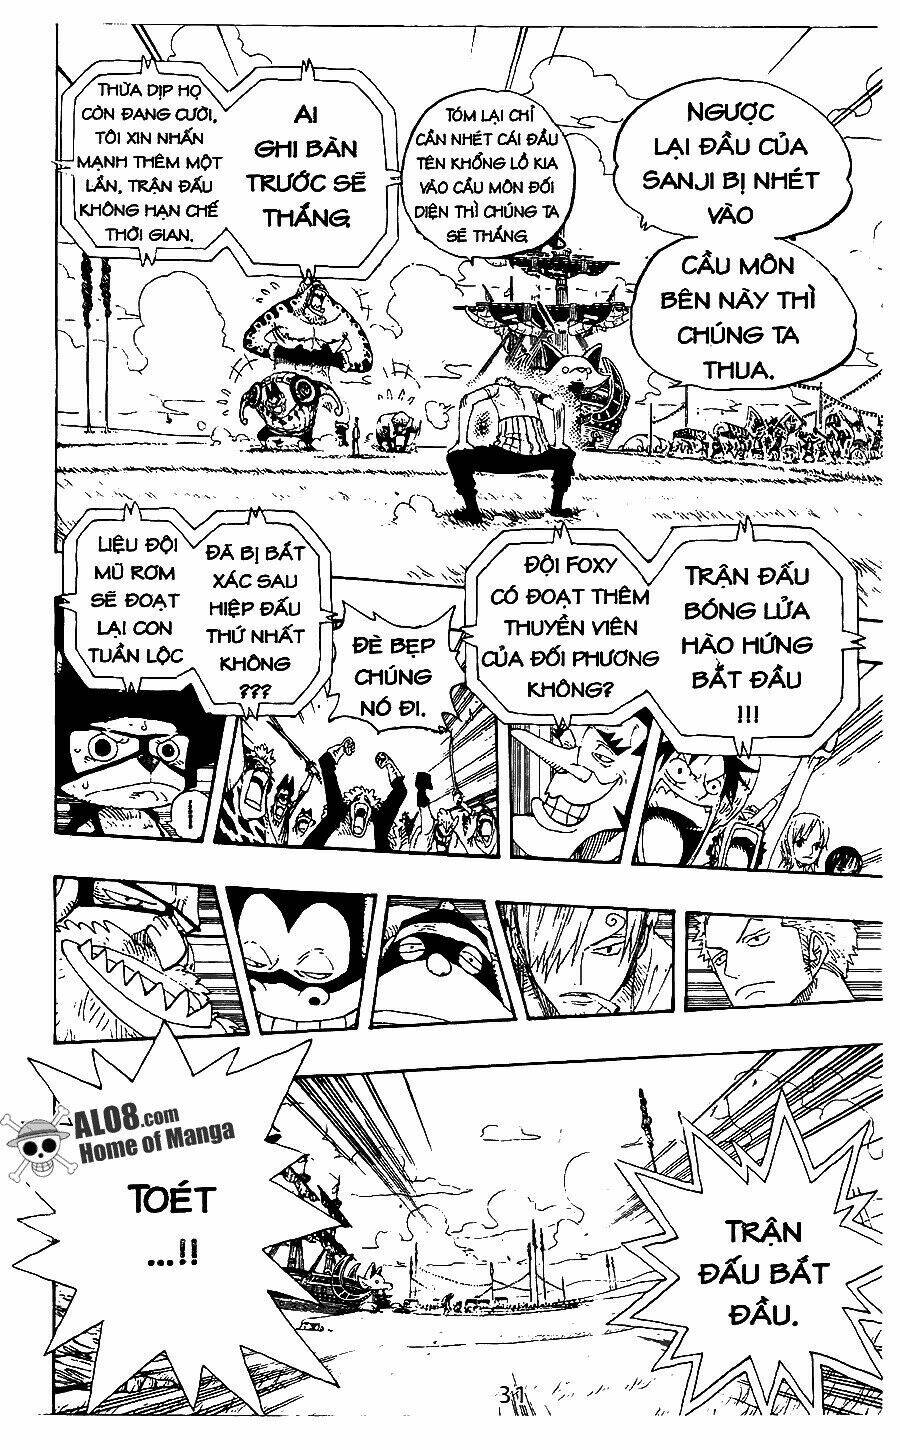 NGƯỢC
LẠI ĐẦU CỦA
SANJI BỊ NHÉT
VÀO
CẦU MÔN
BÊN NÀY THÌ
CHÚNG TA
THUA.
TÓM LẠI CHỈ
CẦN NHÉT CÁI ĐẦU
TÊN KHỔNG LỒ KIA
VÀO CẦU MÔN ĐỐI
DIỆN THÌ CHÚNG TA
SẼ THẮNG.
AI
GHI BÀN
TRƯỚC SẼ
THẮNG.
THỪA DỊP HỌ
CÒN ĐANG CƯỜI,
TÔI XIN NHẤN
MẠNH THÊM MỘT
LẦN, TRẬN ĐẤU
KHÔNG HẠN CHẾ
THỜI GIAN.
TRẬN ĐẤU
BÓNG LỬA
HÀO HỨNG
BẮT ĐẦU
!!!
ĐỘI FOXY
CÓ ĐOẠT THÊM
THUYỀN VIÊN
CỦA ĐỐI PHƯƠNG
KHÔNG?
ĐÈ BẸP
CHÚNG
NÓ ĐI.
ĐÃ BỊ BẮT
XÁC SAU
HIỆP ĐẤU
THỨ NHẤT
KHÔNG
???
LIỆU ĐỘI
MŨ RƠM
SẼ ĐOẠT
LẠI CON
TUẦN LỘC
TRẬN
ĐẤU BẮT
ĐẦU.
TOÉT
...!!
ALO8.com
Home of Manga
37